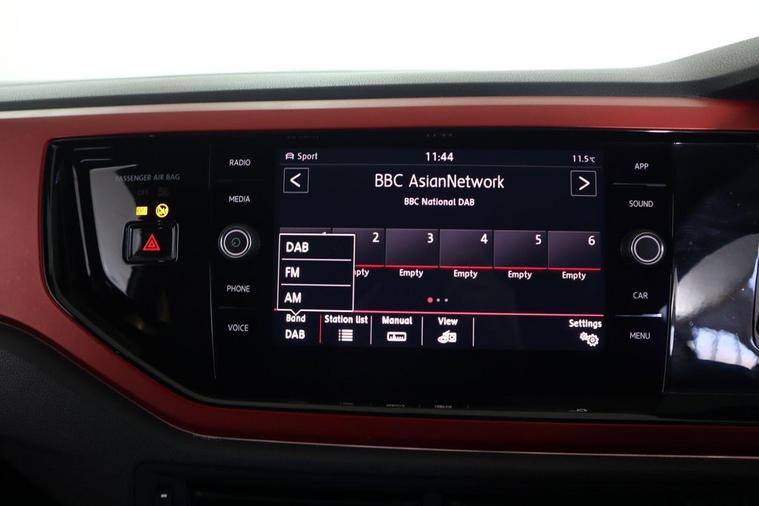 PASSENGER AIR BAG
OFF
ON
RADIO
MEDIA
PHONE
VOICE
Sport
11:44
11.5°C
<
BBC AsianNetwork
>
BBC National DAB
2
3
4
5
6
Empty
Empty
Empty
Empty
DAB
FM
AM
Band
DAB
Station list
Manual
View
Settings
APP
SOUND
CAR
MENU